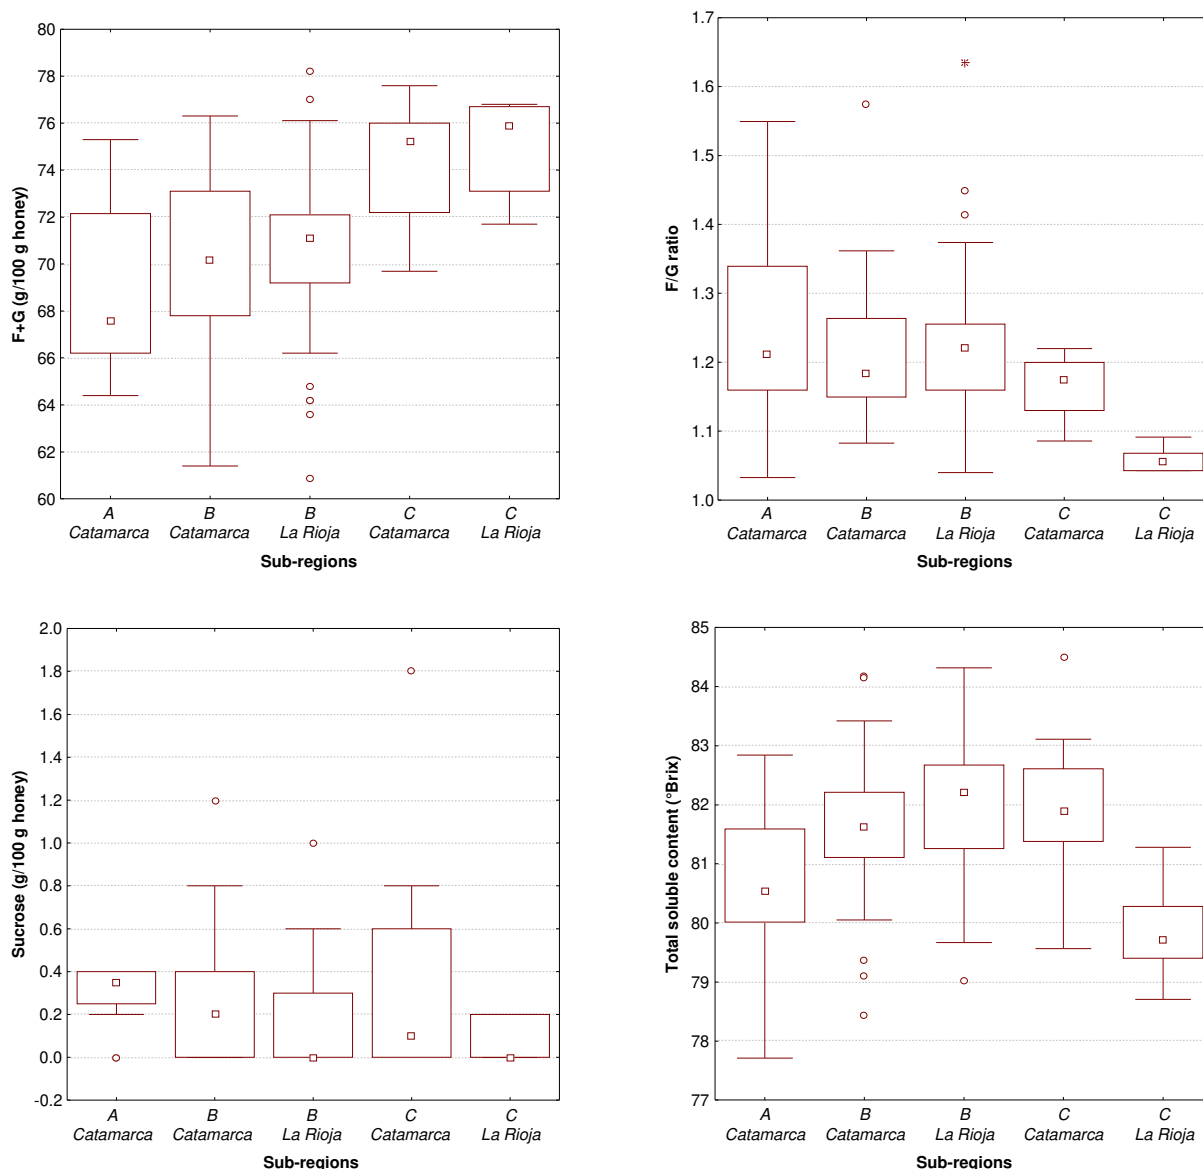 F+G (g/100 g honey)
80
78
76
74
72
70
68
66
64
62
60
A B B C C
Catamarca Catamarca La Rioja Catamarca La Rioja
Sub-regions
F/G ratio
1.7
1.6
1.5
1.4
1.3
1.2
1.1
1.0
A B B C C
Catamarca Catamarca La Rioja Catamarca La Rioja
Sub-regions
Sucrose (g/100 g honey)
2.0
1.8
1.6
1.4
1.2
1.0
0.8
0.6
0.4
0.2
0.0
-0.2
A B B C C
Catamarca Catamarca La Rioja Catamarca La Rioja
Sub-regions
Total soluble content (°Brix)
85
84
83
82
81
80
79
78
77
A B B C C
Catamarca Catamarca La Rioja Catamarca La Rioja
Sub-regions